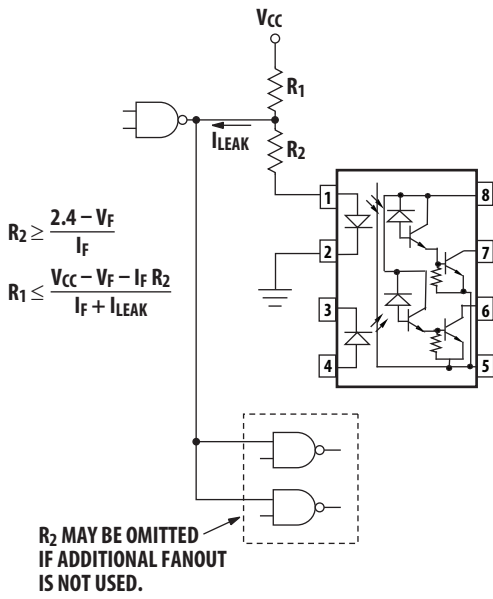 VCC
R1
ILEAK
R2
1
8
R2 ≥ (2.4 – VF) / IF
2
7
R1 ≤ (VCC – VF – IF R2) / (IF + ILEAK)
3
6
4
5
R2 MAY BE OMITTED
IF ADDITIONAL FANOUT
IS NOT USED.